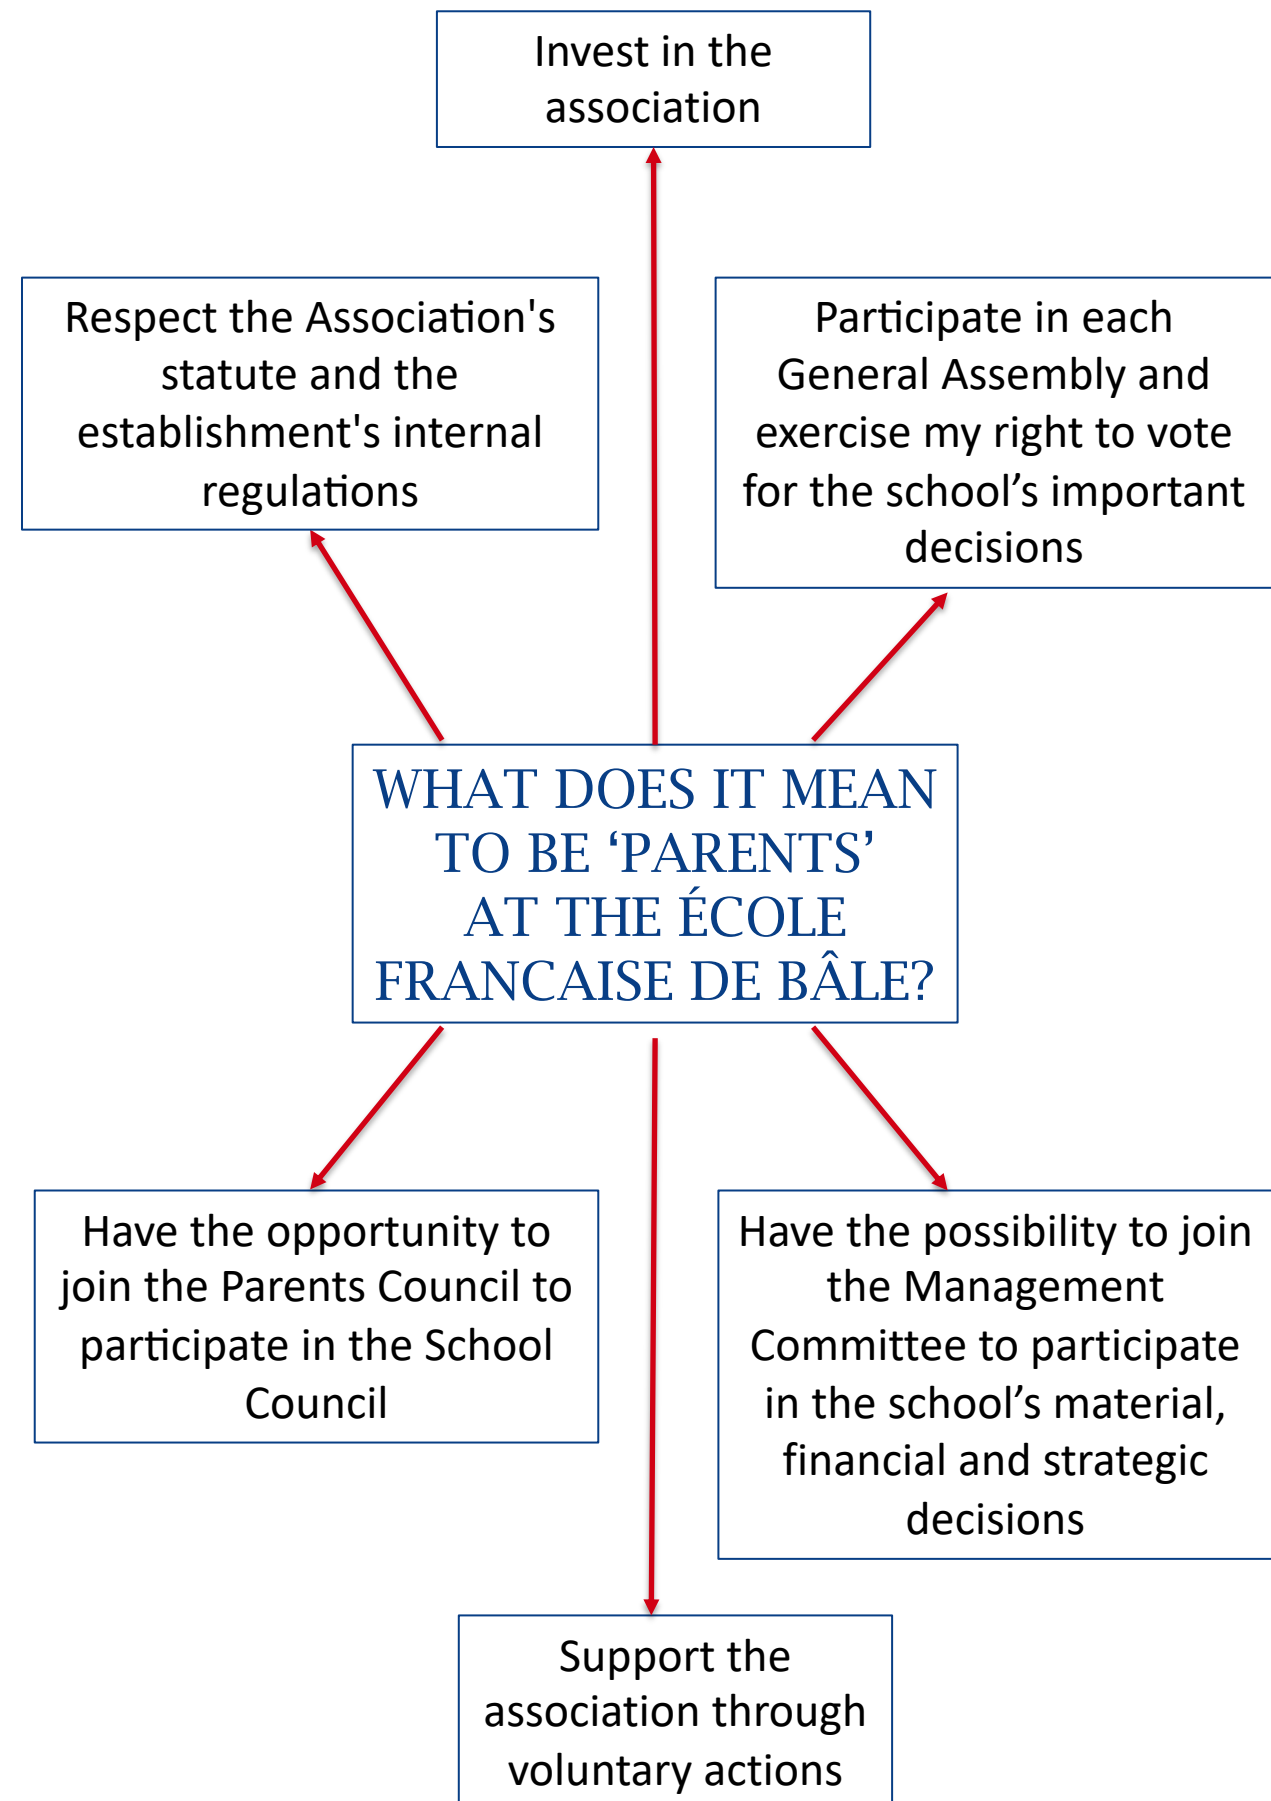 Invest in the
association
Respect the Association's
statute and the
establishment's internal
regulations
Participate in each
General Assembly and
exercise my right to vote
for the school’s important
decisions
WHAT DOES IT MEAN
TO BE ‘PARENTS’
AT THE ÉCOLE
FRANCAISE DE BÂLE?
Have the opportunity to
join the Parents Council to
participate in the School
Council
Have the possibility to join
the Management
Committee to participate
in the school’s material,
financial and strategic
decisions
Support the
association through
voluntary actions